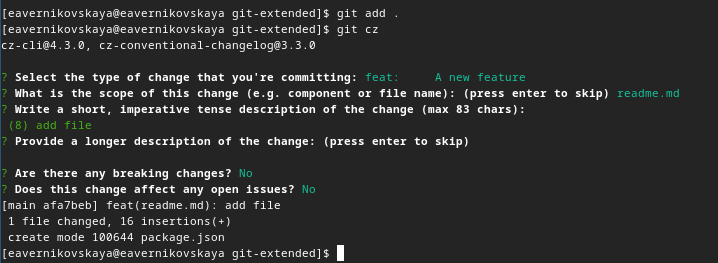 [eavernikovskaya@eavernikovskaya git-extended]$ git add .
[eavernikovskaya@eavernikovskaya git-extended]$ git cz
cz-cli@4.3.0, cz-conventional-changelog@3.3.0
? Select the type of change that you're committing: feat:     A new feature
? What is the scope of this change (e.g. component or file name): (press enter to skip) readme.md
? Write a short, imperative tense description of the change (max 83 chars):
(8) add file
? Provide a longer description of the change: (press enter to skip)
? Are there any breaking changes? No
? Does this change affect any open issues? No
[main afa7beb] feat(readme.md): add file
1 file changed, 16 insertions(+)
create mode 100644 package.json
[eavernikovskaya@eavernikovskaya git-extended]$